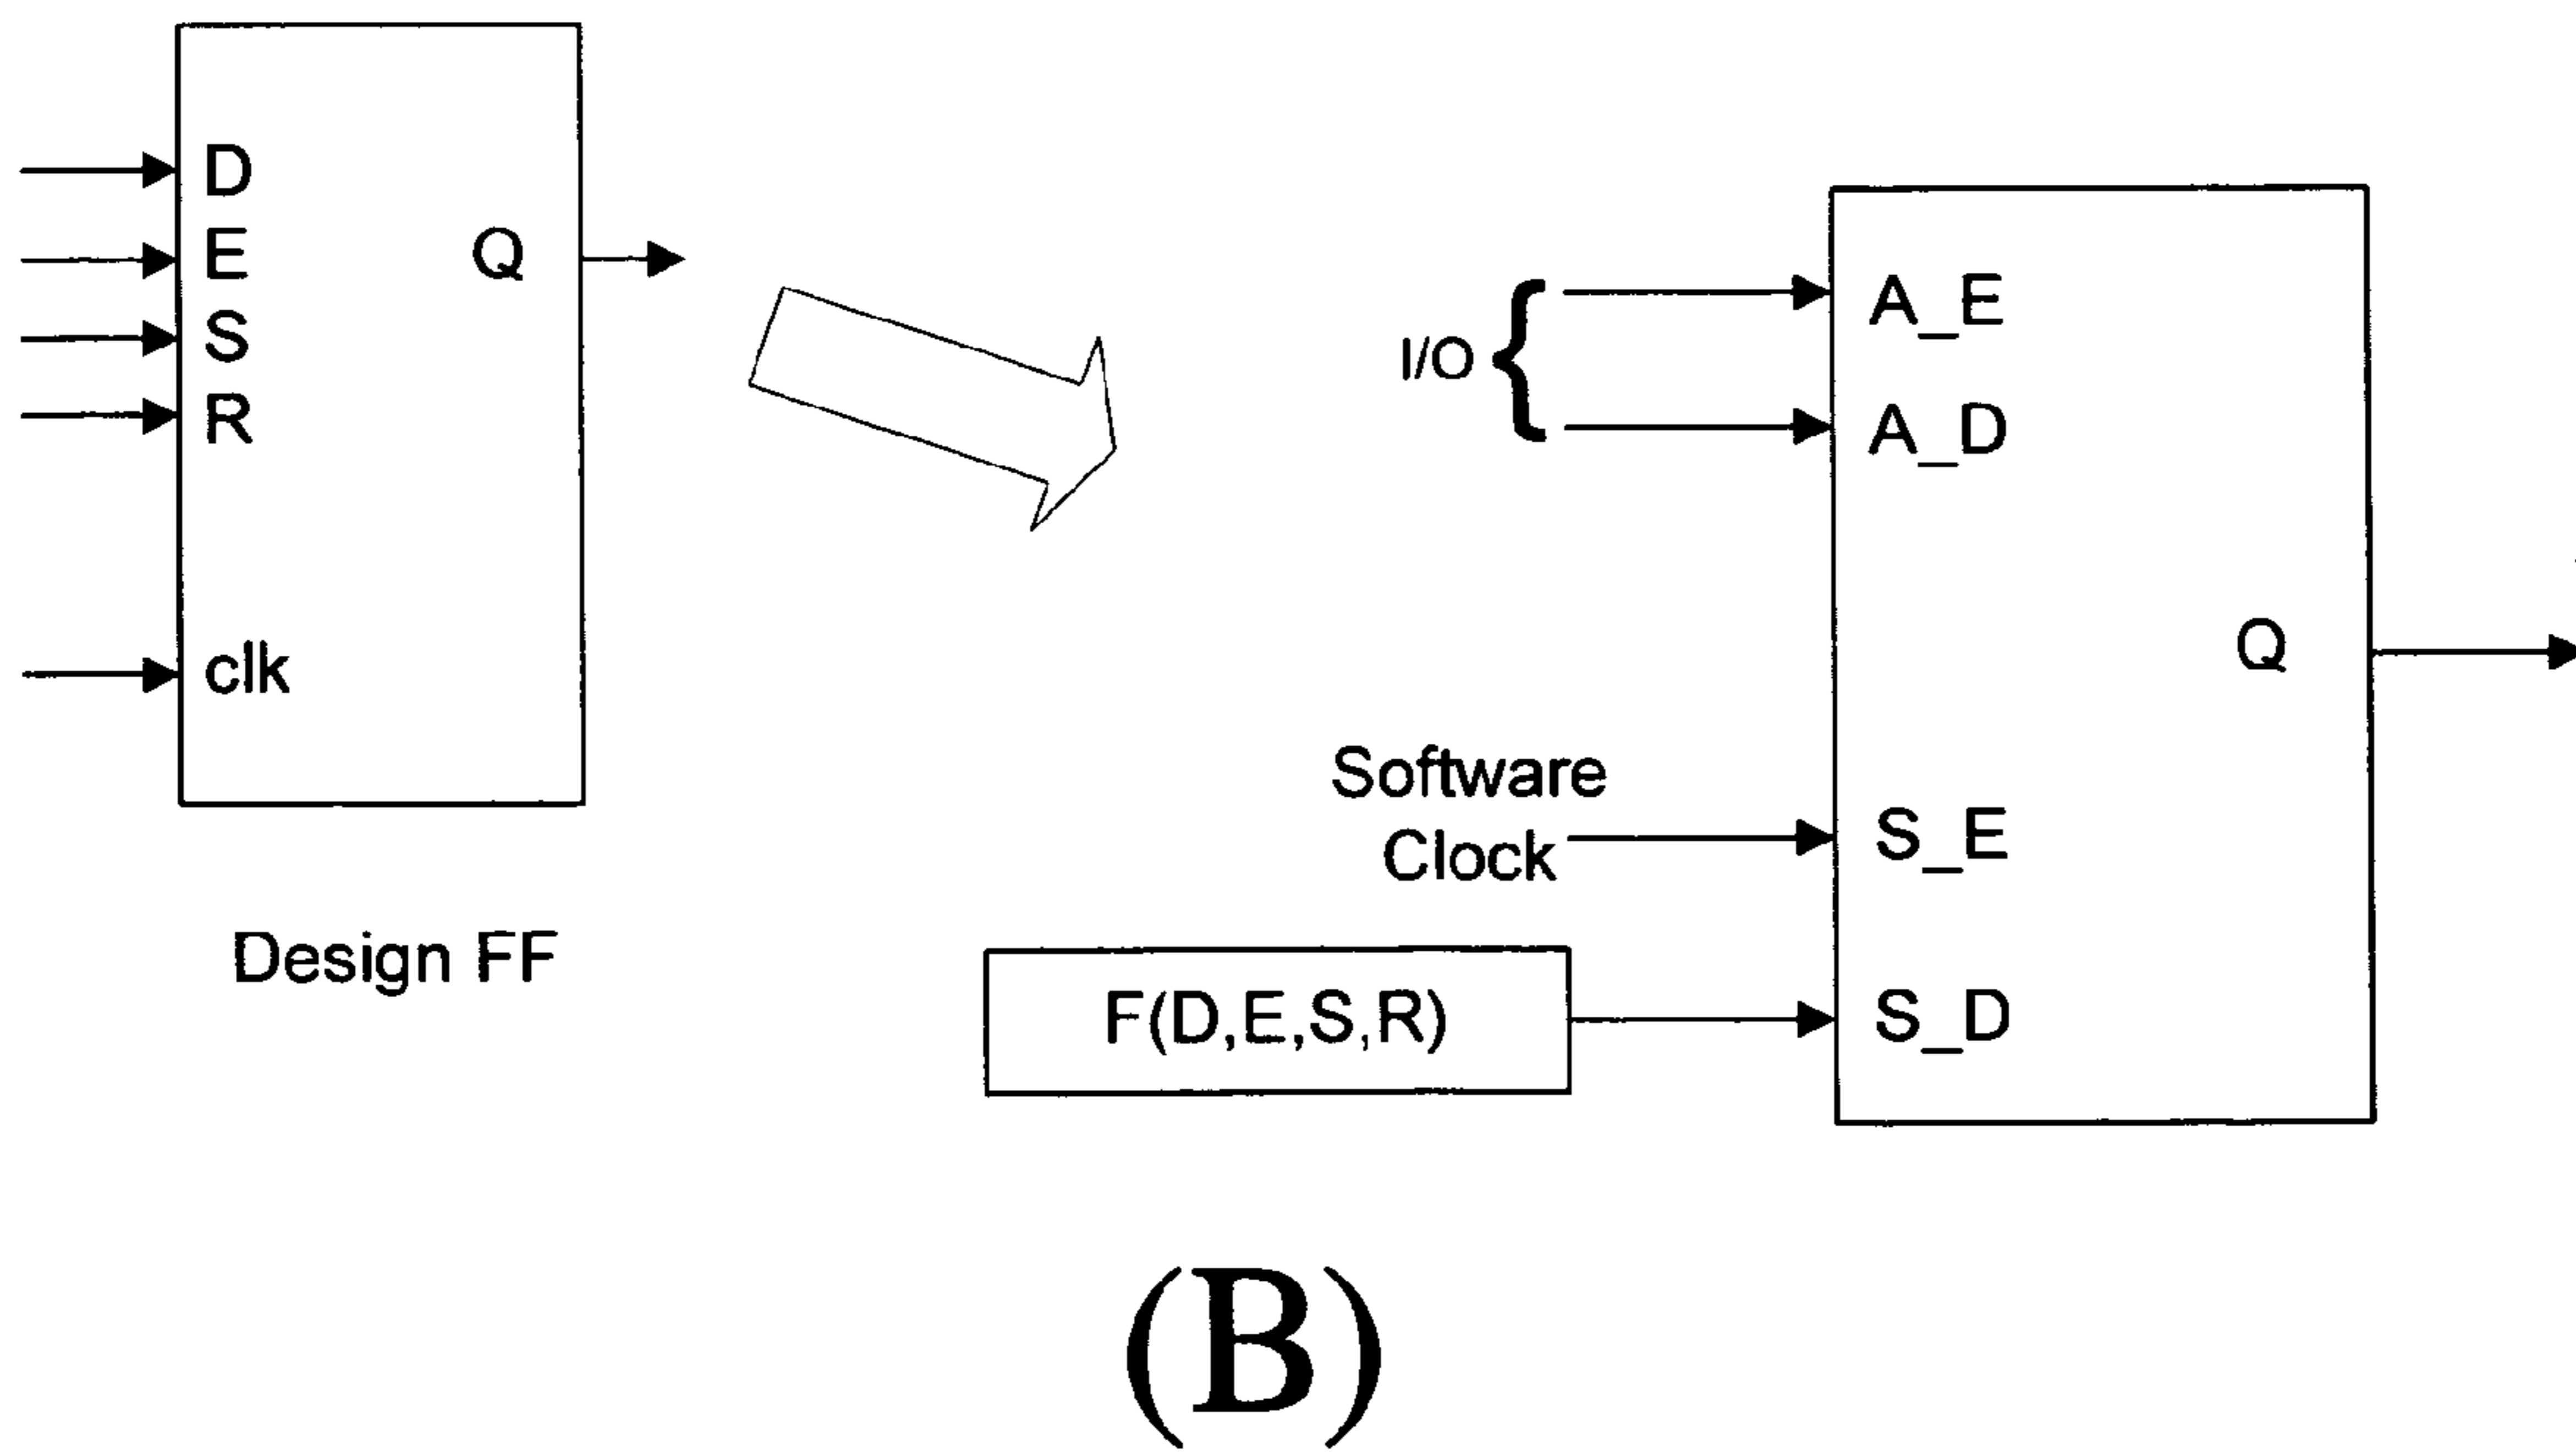 D
E
Q
S
R
clk
Design FF
I/O {
A_E
A_D
Q
Software
Clock
S_E
S_D
F(D,E,S,R)
(B)